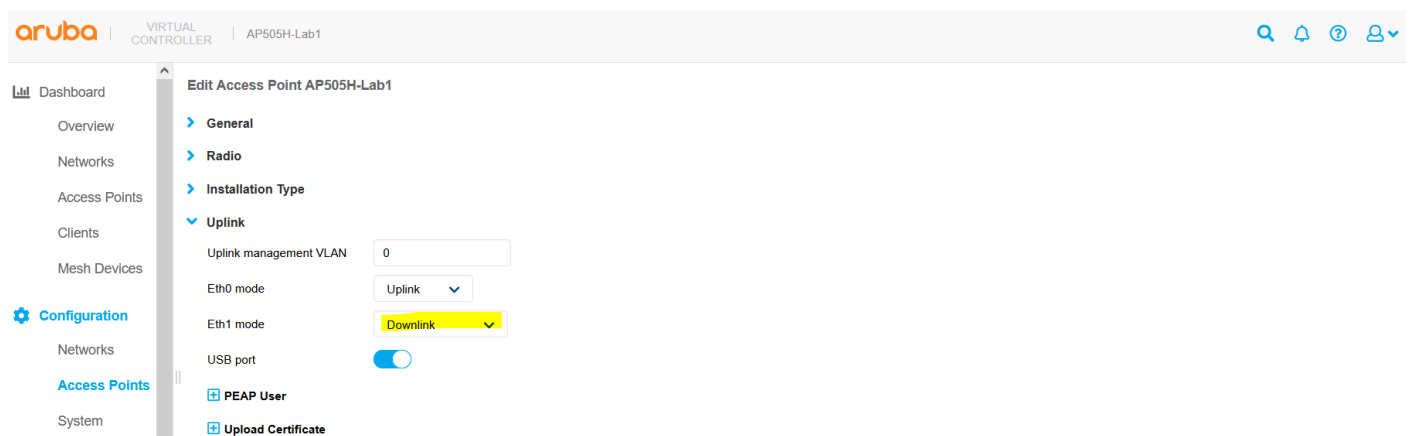 aruba
VIRTUAL
CONTROLLER
AP505H-Lab1
Dashboard
Overview
Networks
Access Points
Clients
Mesh Devices
Configuration
Networks
Access Points
System
Edit Access Point AP505H-Lab1
General
Radio
Installation Type
Uplink
Uplink management VLAN 0
Eth0 mode Uplink
Eth1 mode Downlink
USB port
PEAP User
Upload Certificate